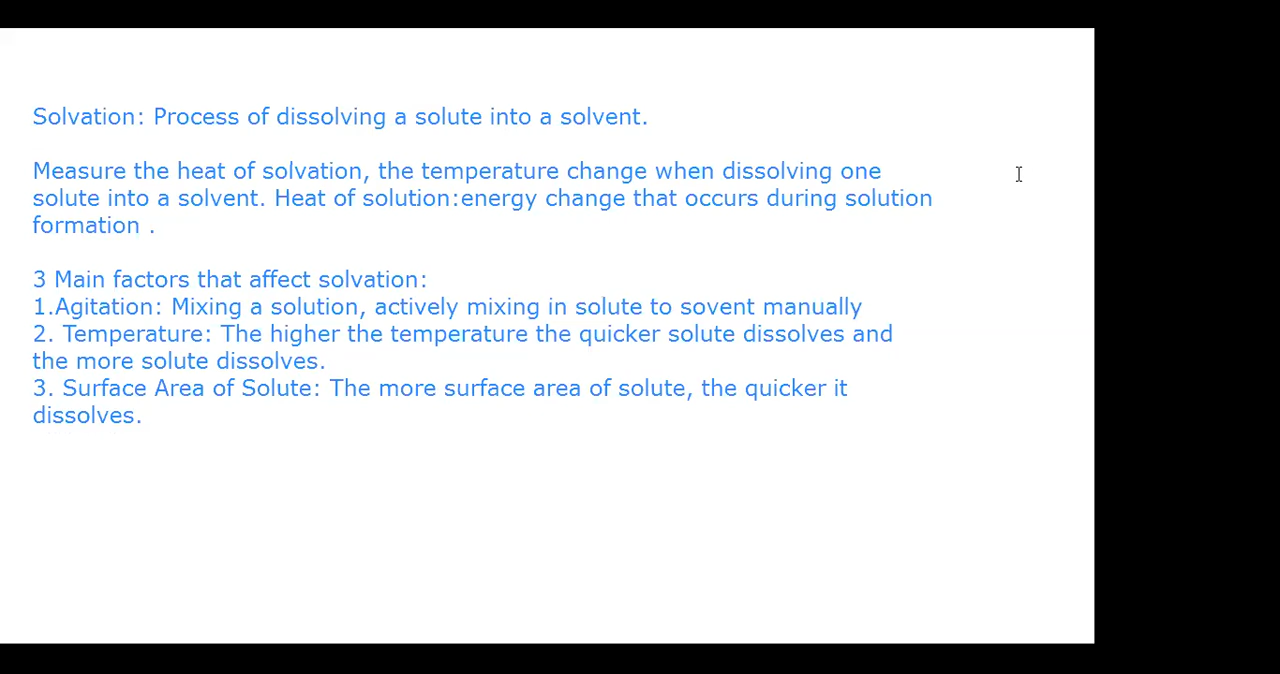 Solvation: Process of dissolving a solute into a solvent.
Measure the heat of solvation, the temperature change when dissolving one
solute into a solvent. Heat of solution:energy change that occurs during solution
formation .
3 Main factors that affect solvation:
1.Agitation: Mixing a solution, actively mixing in solute to sovent manually
2. Temperature: The higher the temperature the quicker solute dissolves and
the more solute dissolves.
3. Surface Area of Solute: The more surface area of solute, the quicker it
dissolves.